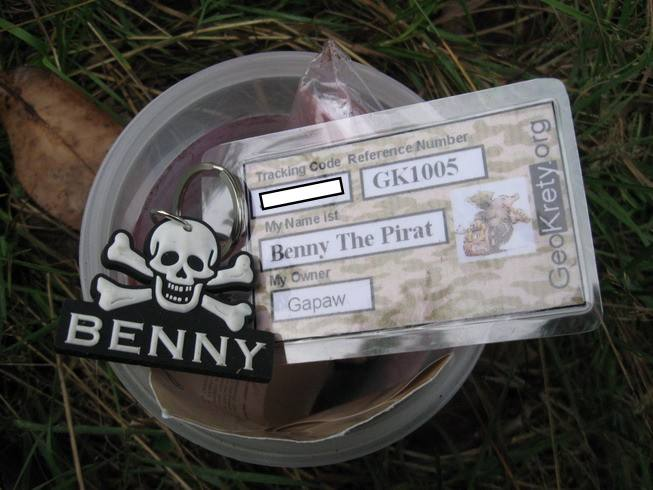 Tracking Code Reference Number
GK1005
My Name ist
Benny The Pirat
My Owner
Gapaw
GeoKrety.org
BENNY